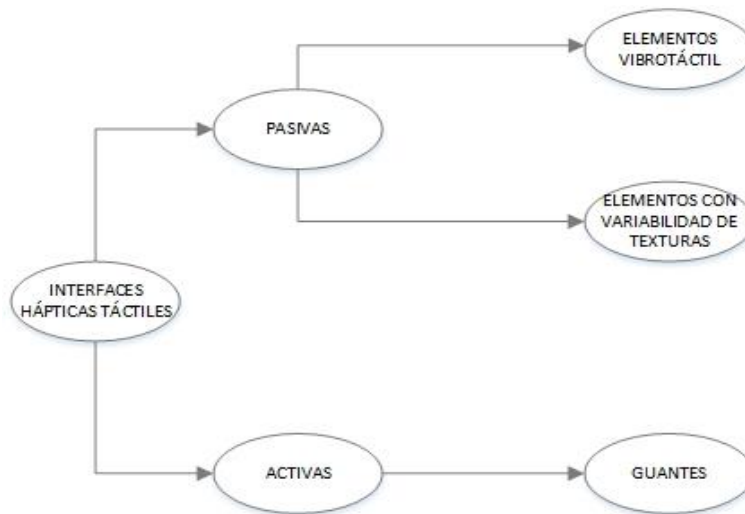 ELEMENTOS
VIBROTÁCTIL
PASIVAS
ELEMENTOS CON
VARIABILIDAD DE
TEXTURAS
INTERFACES
HÁPTICAS TÁCTILES
ACTIVAS
GUANTES